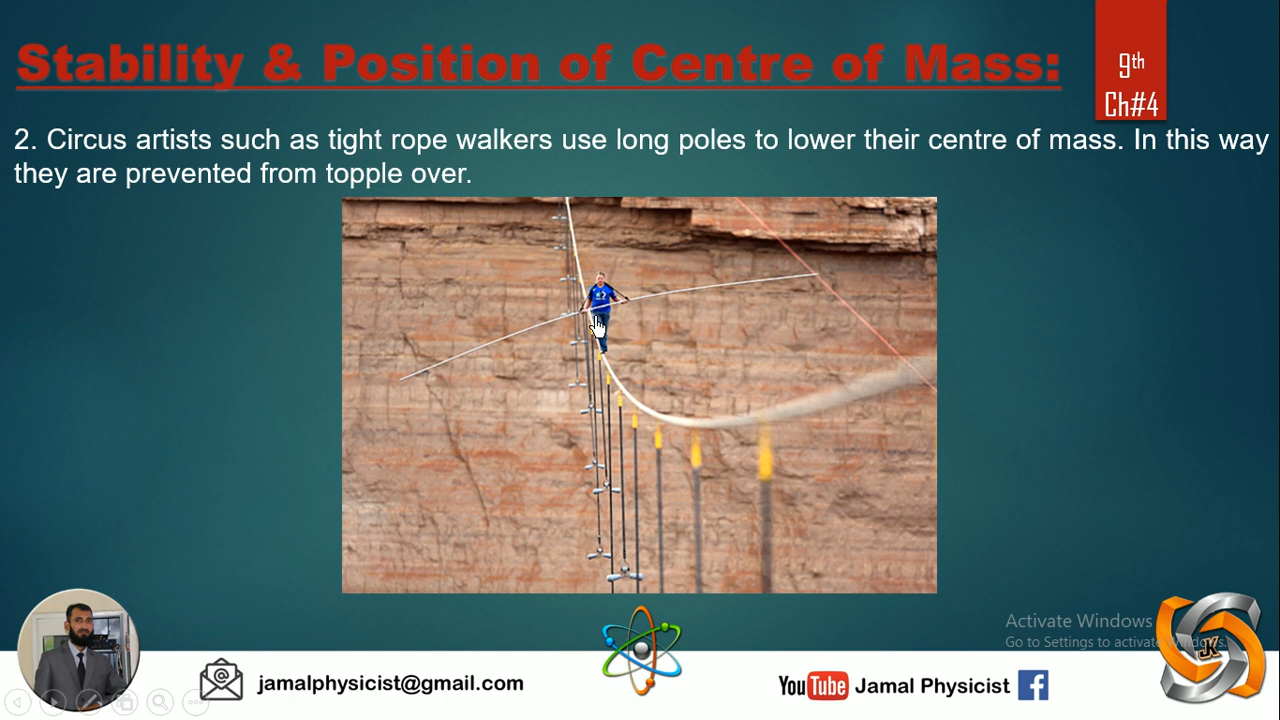 Stability & Position of Centre of Mass:
9th
Ch#4
2. Circus artists such as tight rope walkers use long poles to lower their centre of mass. In this way
they are prevented from topple over.
Activate Windows
Go to Settings to activate Windows.
JK
jamalphysicist@gmail.com
YouTube Jamal Physicist